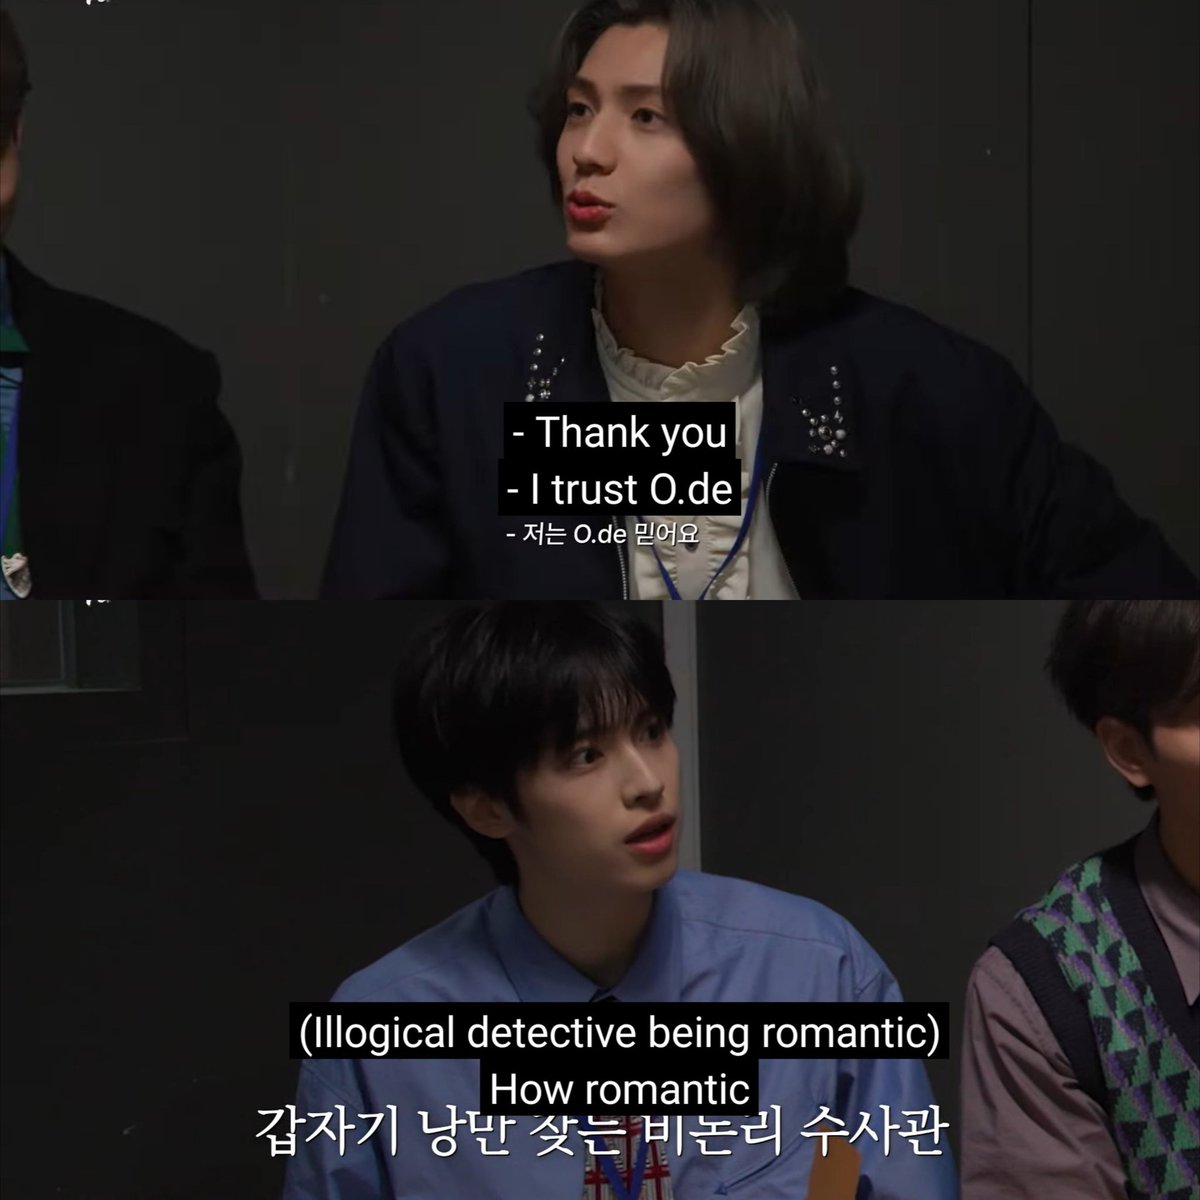 - Thank you
- I trust O.de
- 저는 O.de 믿어요
(Illogical detective being romantic)
How romantic
갑자기 낭만 찾는 비논리 수사관